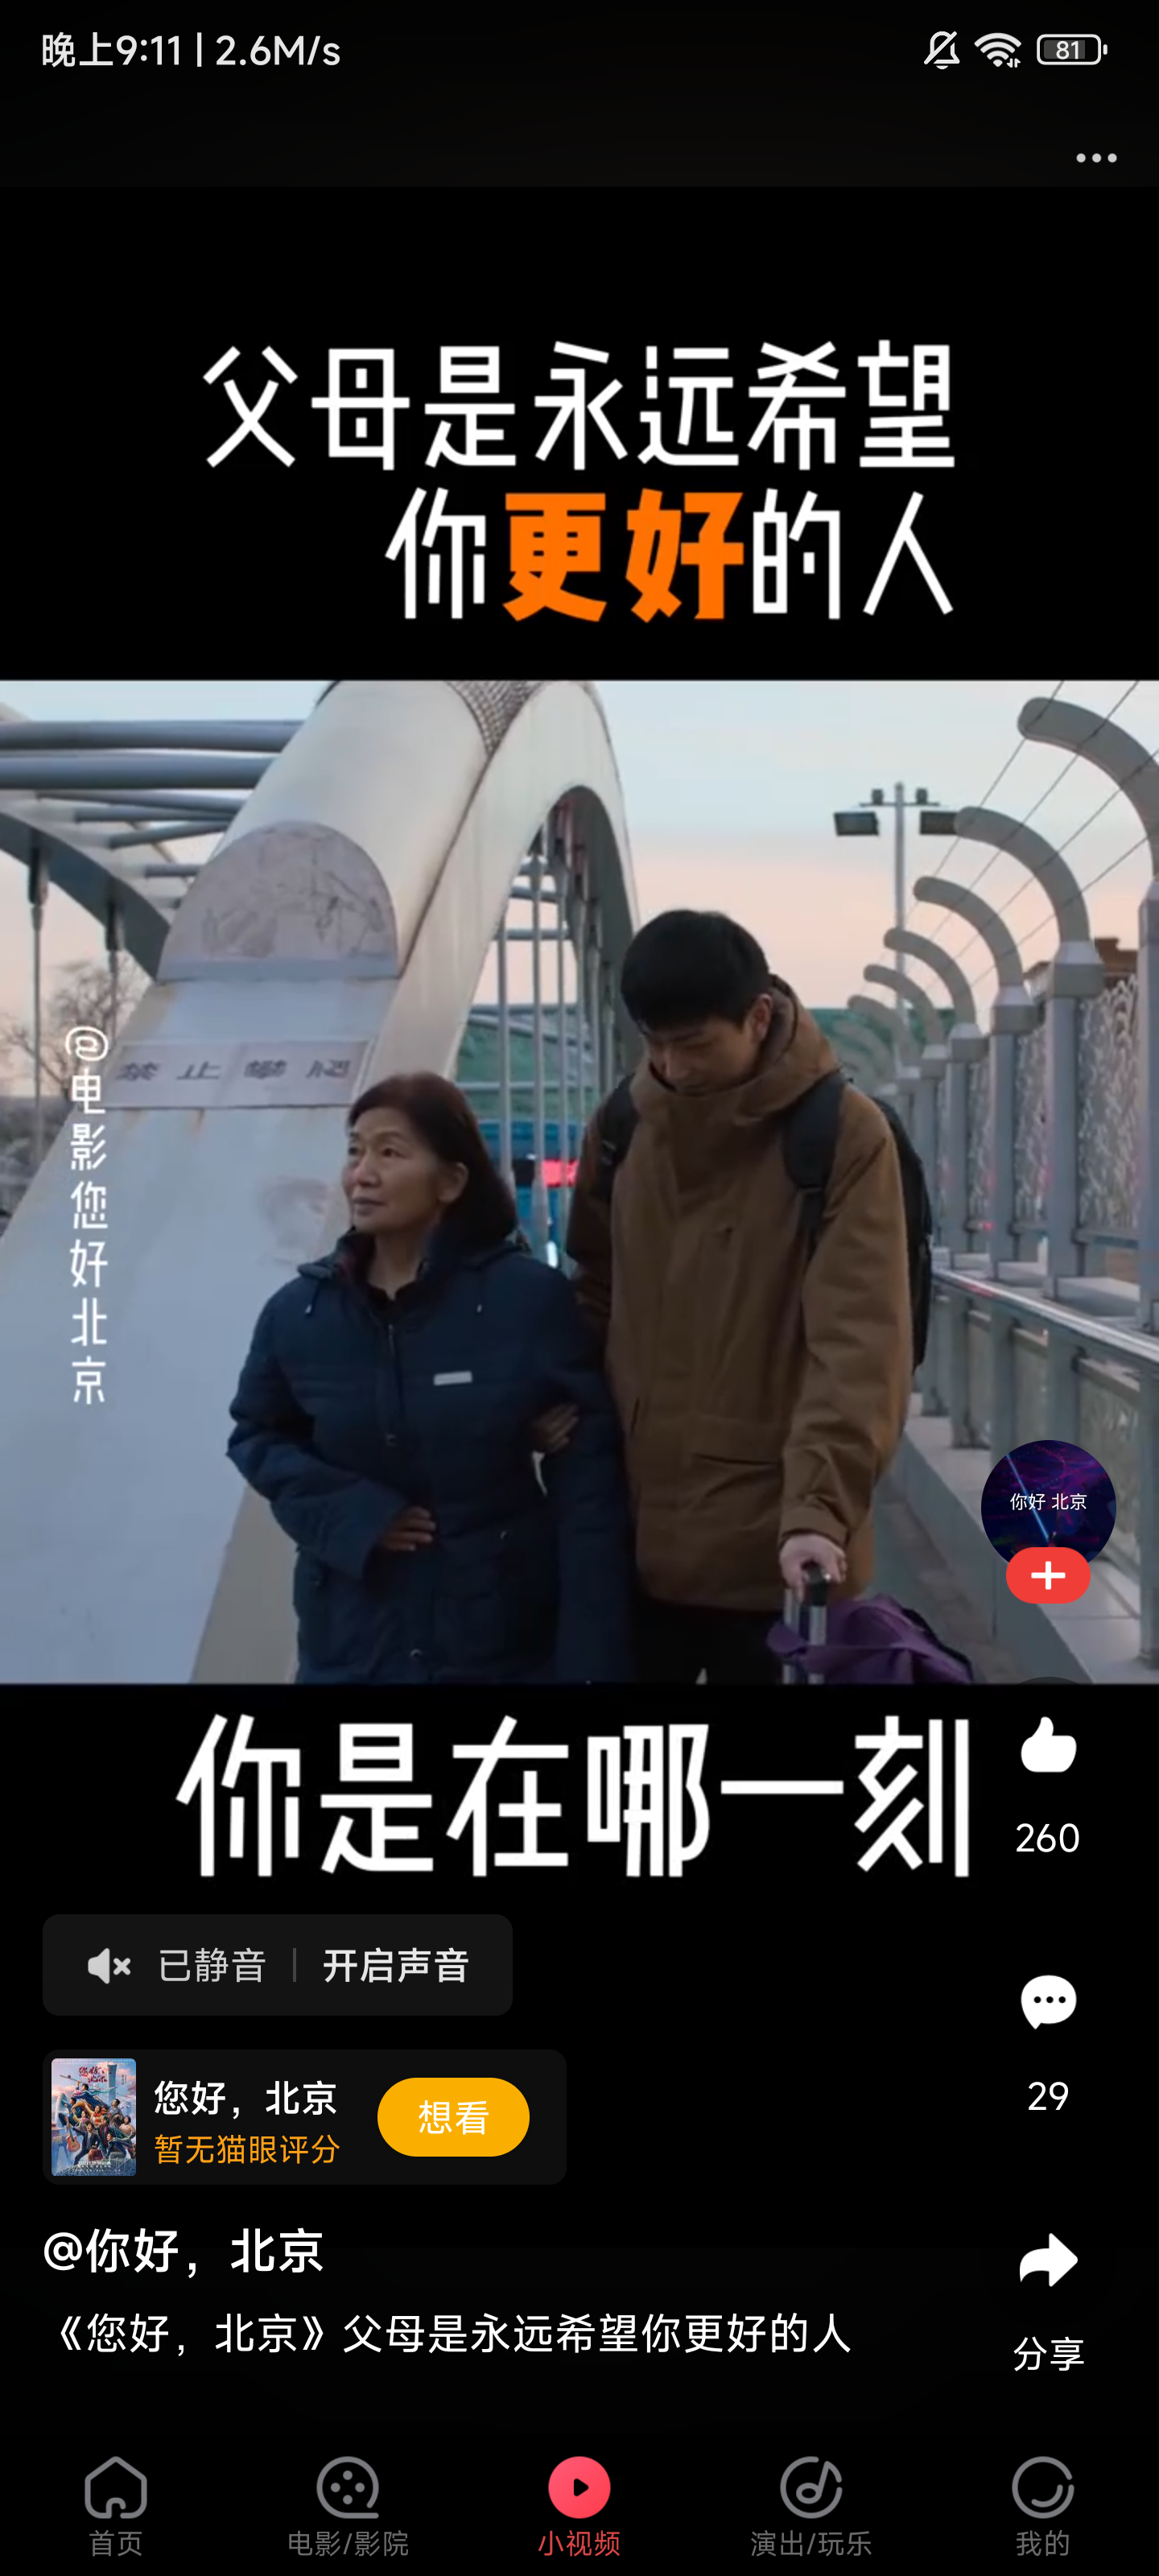 晚上9:11 | 2.6M/s
81
父母是永远希望
你更好的人
禁止攀爬
@电影您好北京
你好 北京
你是在哪一刻
260
已静音 | 开启声音
29
您好，北京
暂无猫眼评分
想看
@你好，北京
《您好，北京》父母是永远希望你更好的人
分享
首页
电影/影院
小视频
演出/玩乐
我的